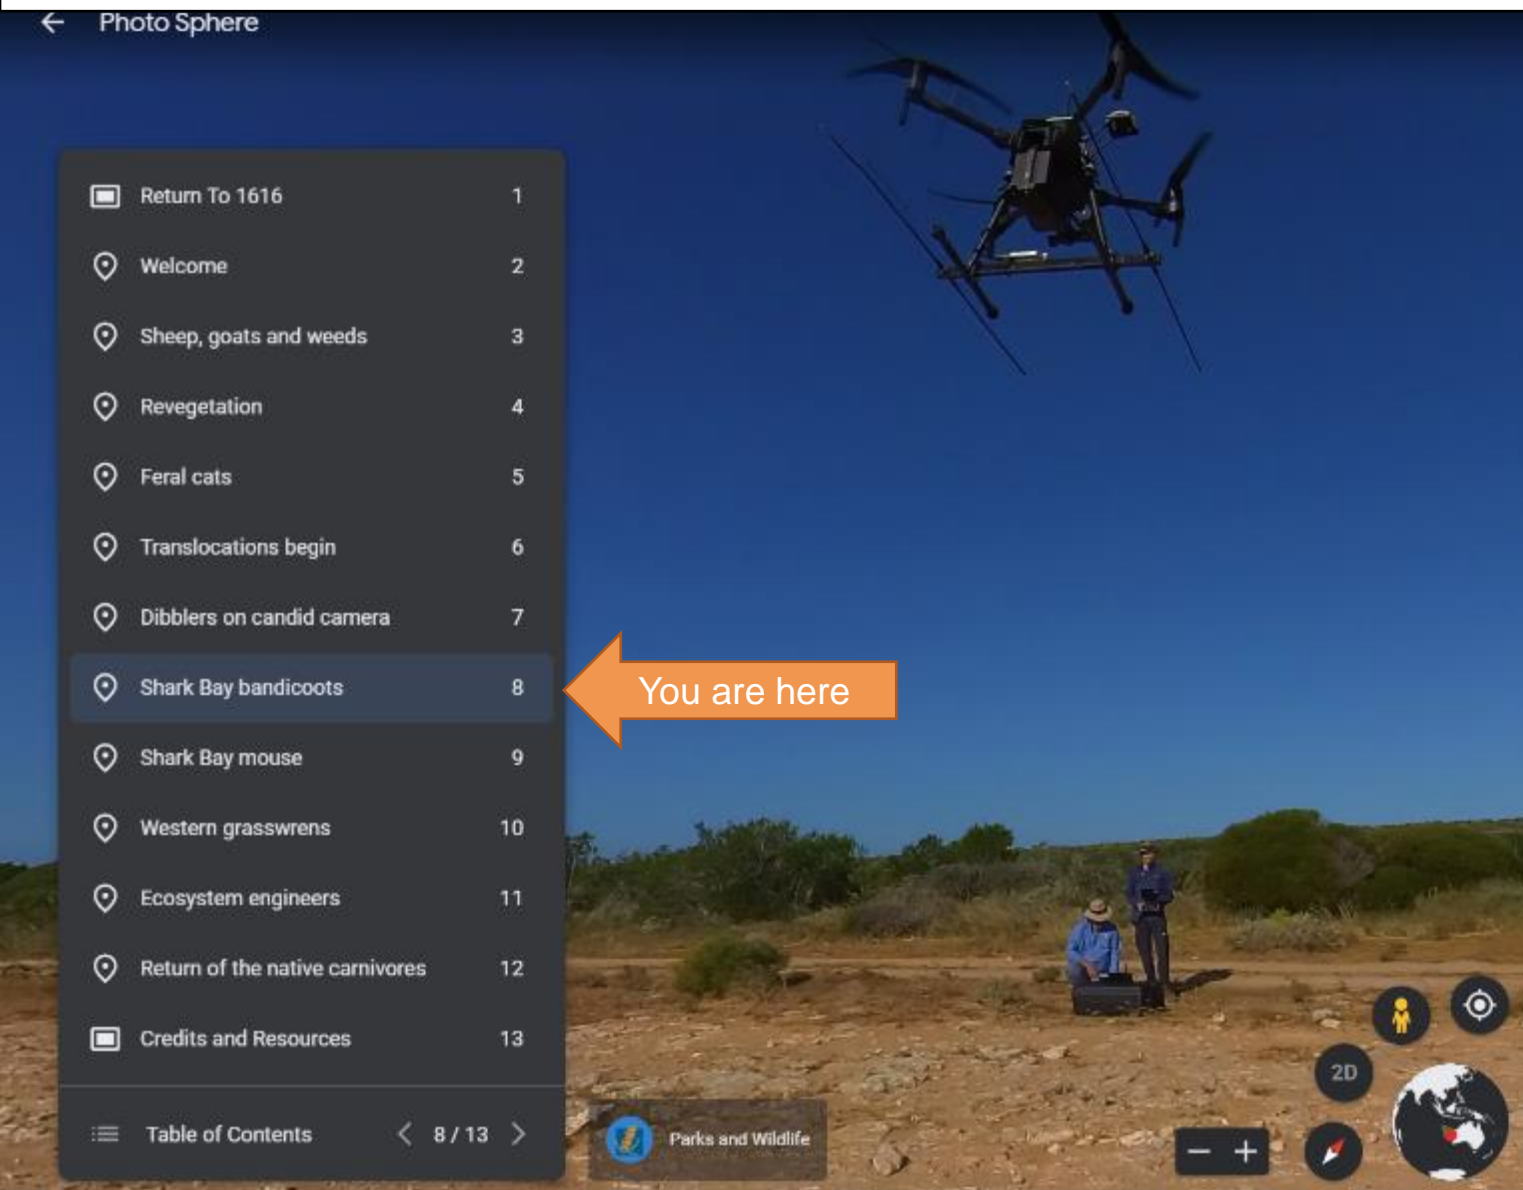 Photo Sphere
Return To 1616 1
Welcome 2
Sheep, goats and weeds 3
Revegetation 4
Feral cats 5
Translocations begin 6
Dibblers on candid camera 7
Shark Bay bandicoots 8
You are here
Shark Bay mouse 9
Western grasswrens 10
Ecosystem engineers 11
Return of the native carnivores 12
Credits and Resources 13
2D
Table of Contents < 8 / 13 >
Parks and Wildlife
− +